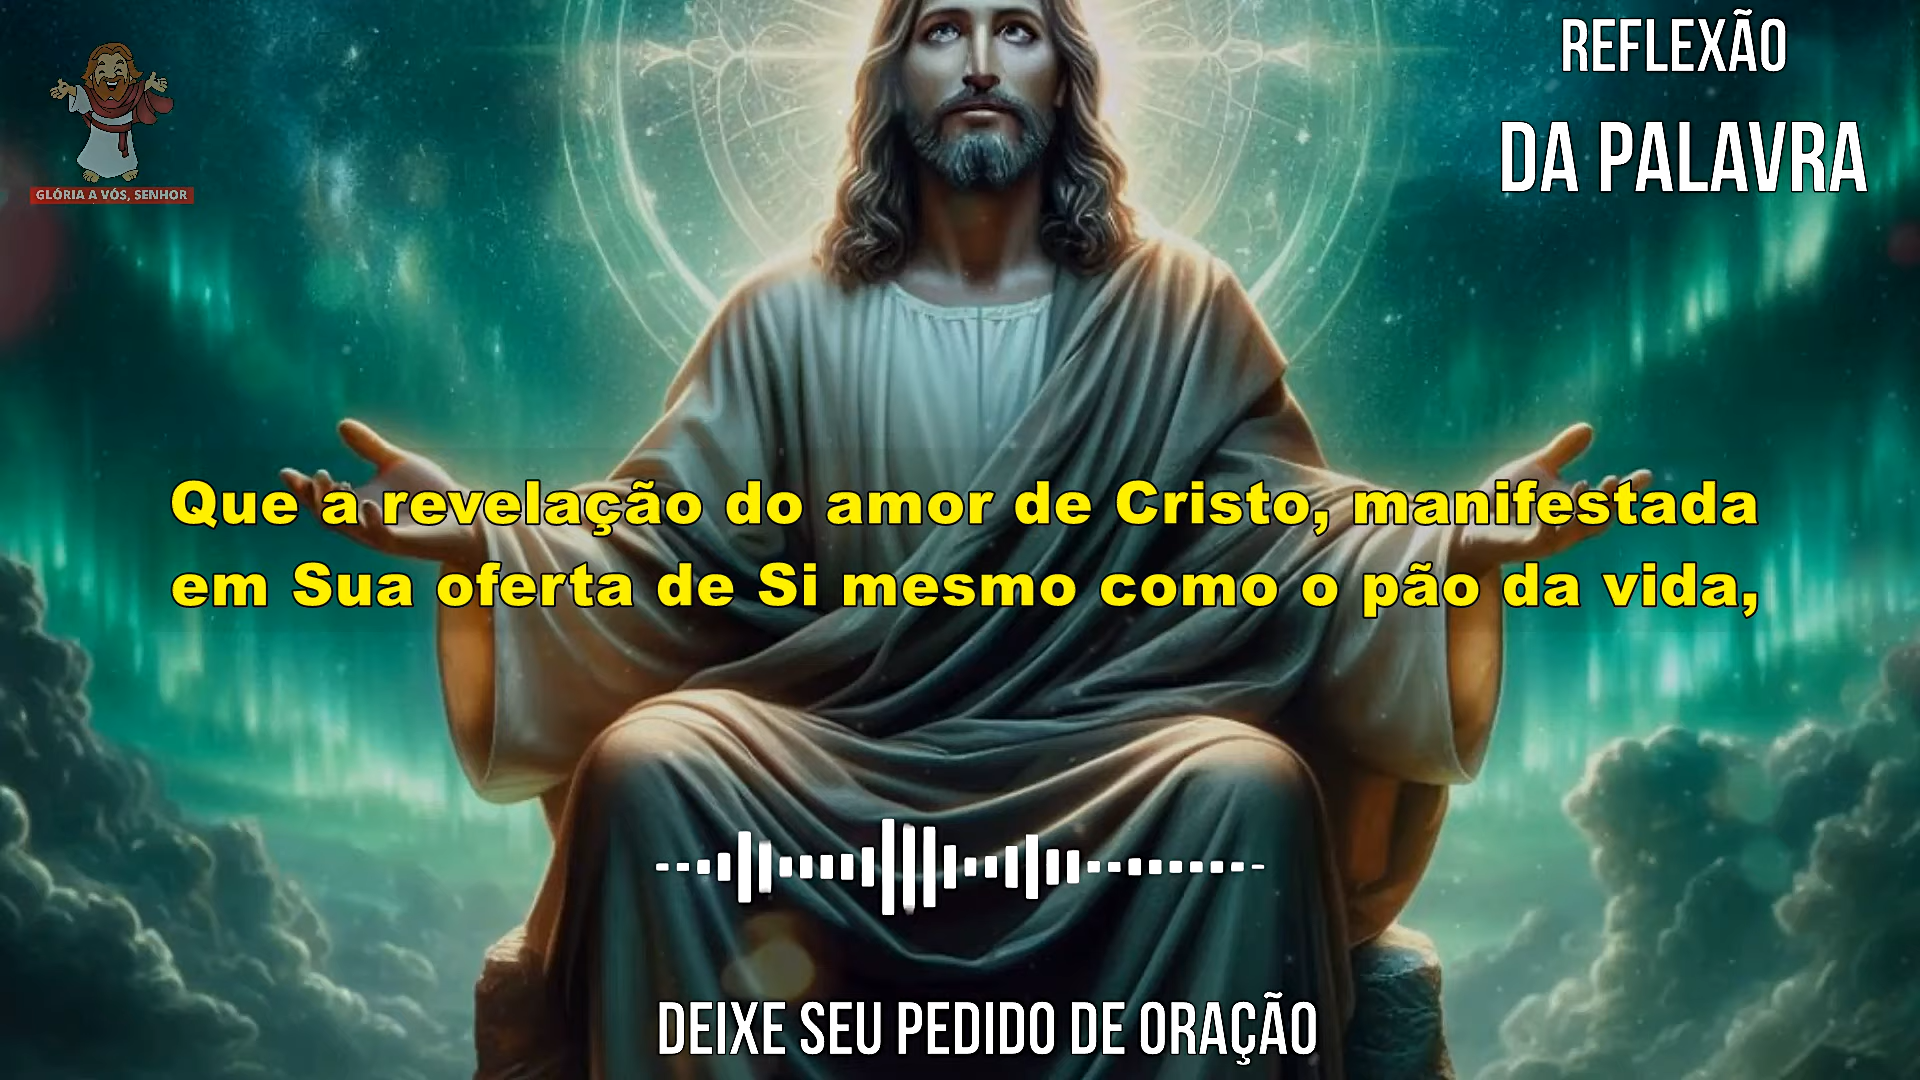 REFLEXÃO
DA PALAVRA
GLÓRIA A VÓS, SENHOR
Que a revelação do amor de Cristo, manifestada
em Sua oferta de Si mesmo como o pão da vida,
DEIXE SEU PEDIDO DE ORAÇÃO